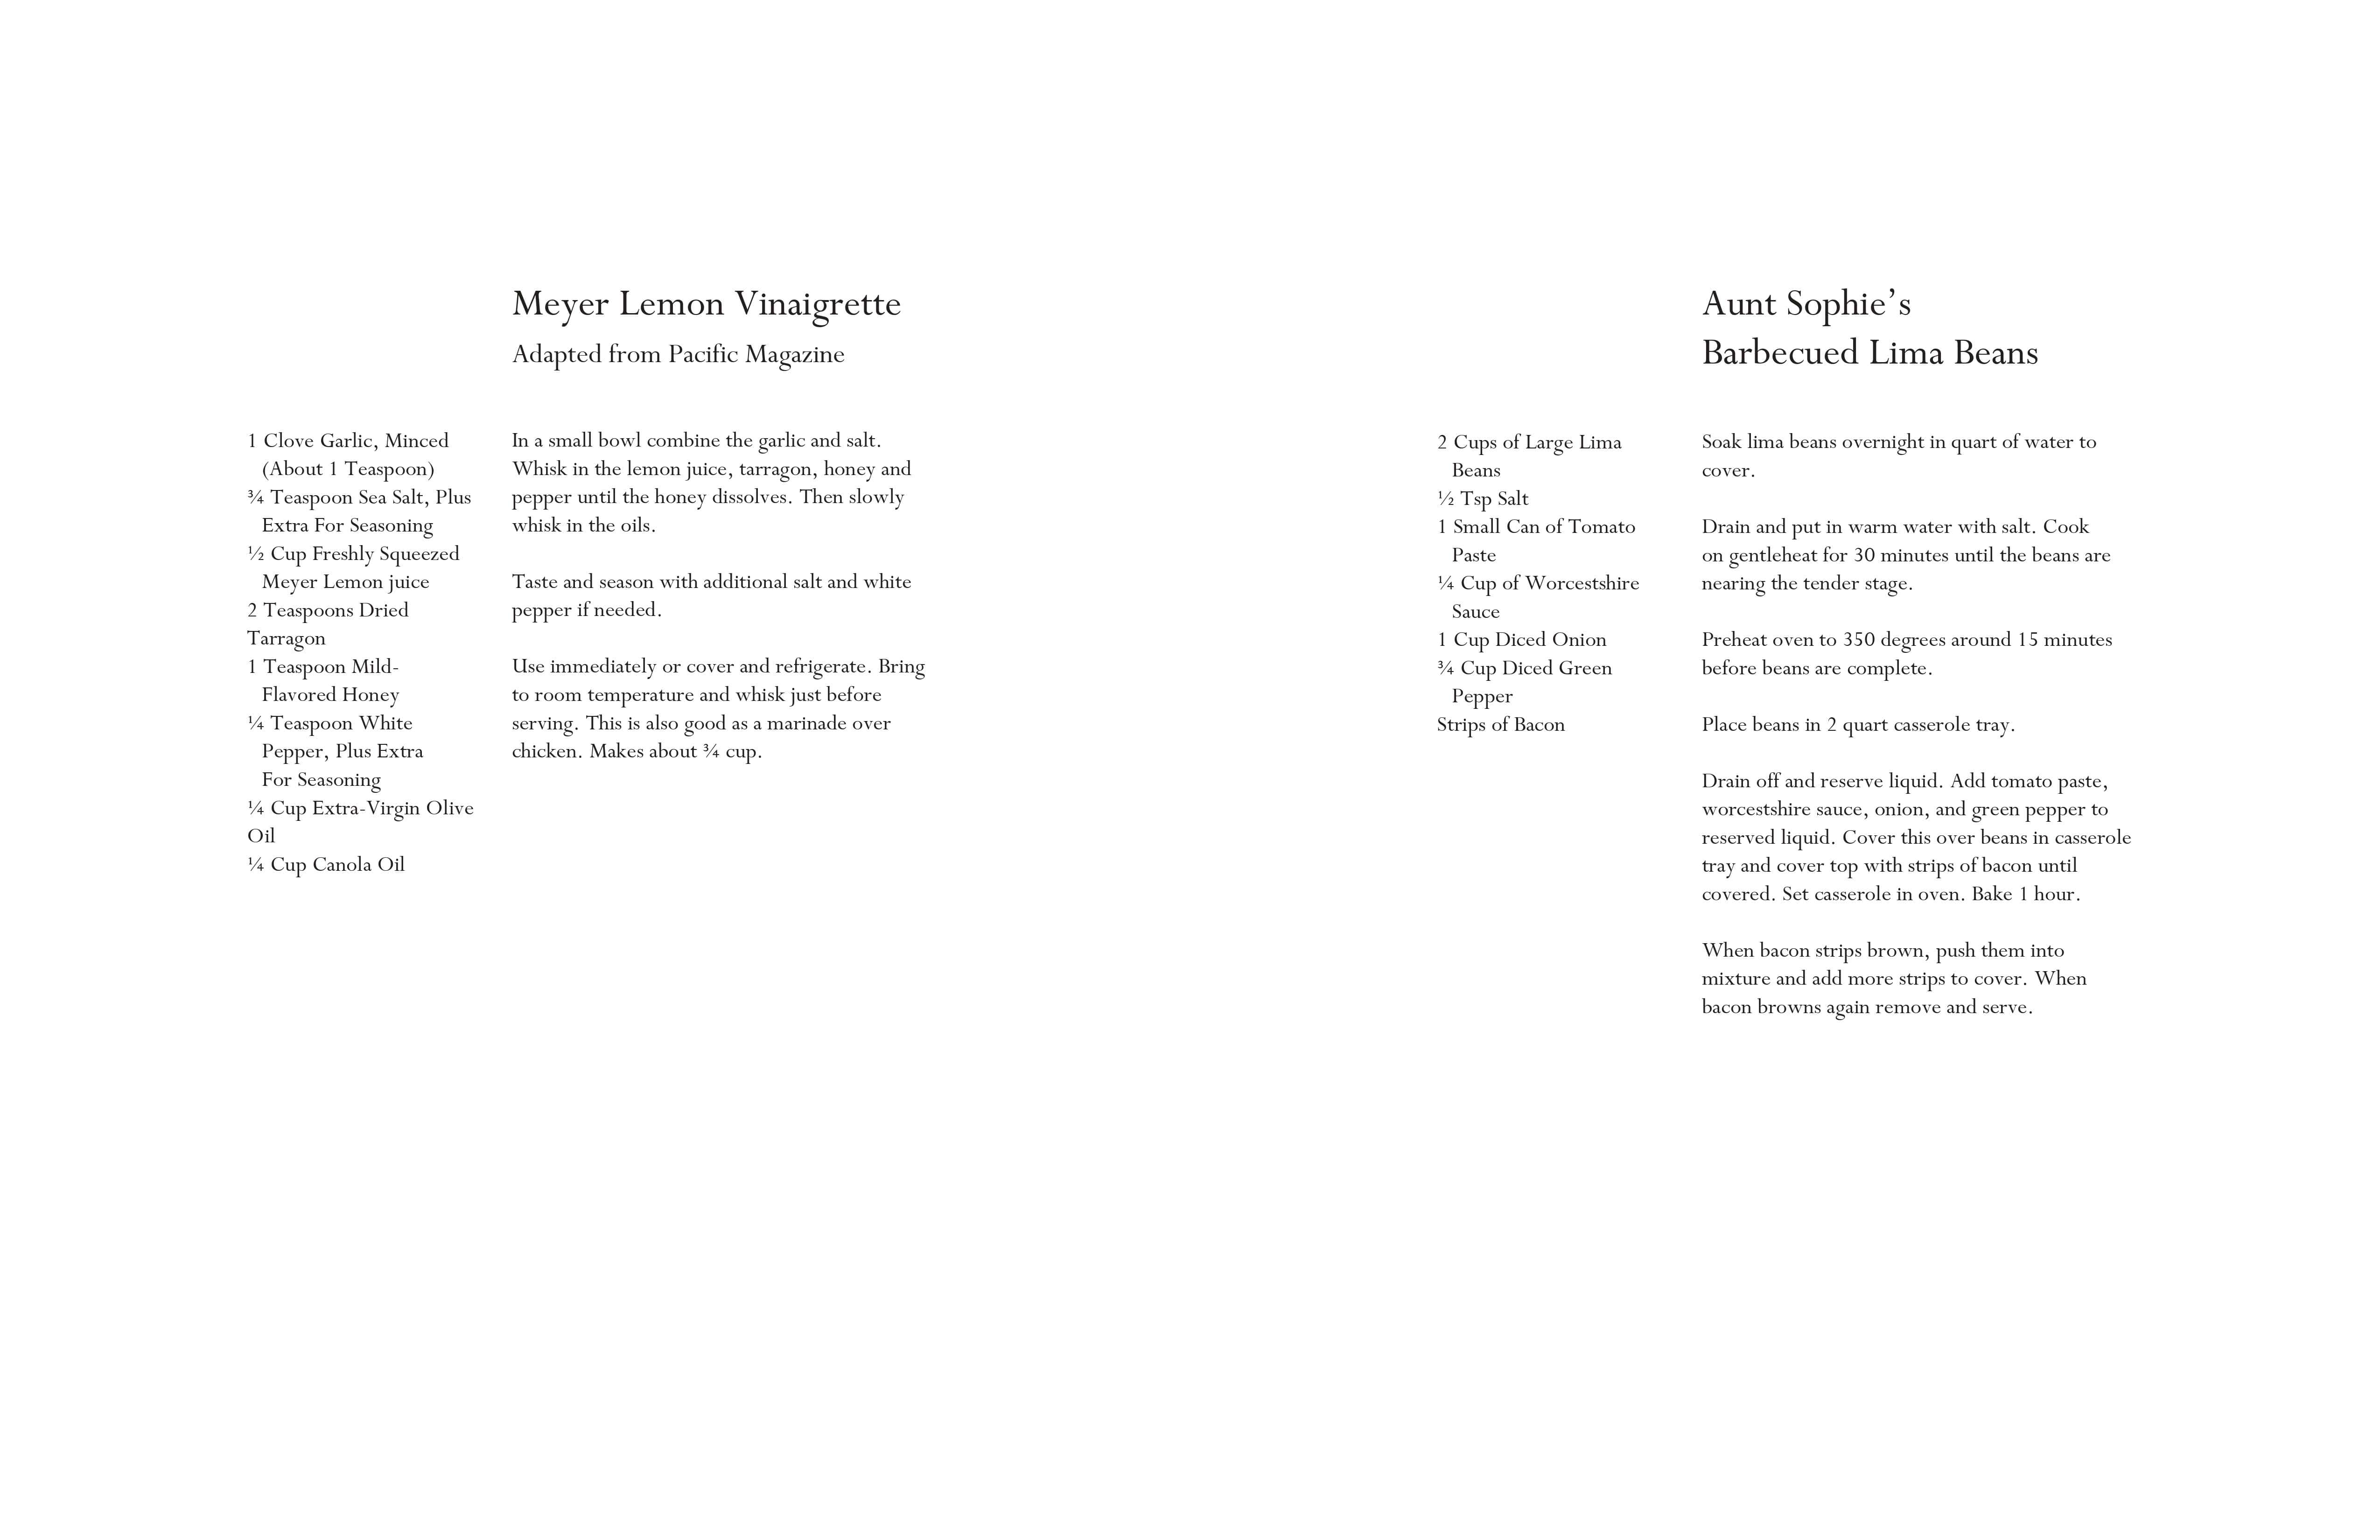 Meyer Lemon Vinaigrette
Adapted from Pacific Magazine
1 Clove Garlic, Minced
(About 1 Teaspoon)
¾ Teaspoon Sea Salt, Plus
Extra For Seasoning
½ Cup Freshly Squeezed
Meyer Lemon juice
2 Teaspoons Dried
Tarragon
1 Teaspoon Mild-
Flavored Honey
¼ Teaspoon White
Pepper, Plus Extra
For Seasoning
¼ Cup Extra-Virgin Olive
Oil
¼ Cup Canola Oil
In a small bowl combine the garlic and salt.
Whisk in the lemon juice, tarragon, honey and
pepper until the honey dissolves. Then slowly
whisk in the oils.
Taste and season with additional salt and white
pepper if needed.
Use immediately or cover and refrigerate. Bring
to room temperature and whisk just before
serving. This is also good as a marinade over
chicken. Makes about ¾ cup.
Aunt Sophie’s
Barbecued Lima Beans
2 Cups of Large Lima
Beans
½ Tsp Salt
1 Small Can of Tomato
Paste
¼ Cup of Worcestshire
Sauce
1 Cup Diced Onion
¾ Cup Diced Green
Pepper
Strips of Bacon
Soak lima beans overnight in quart of water to
cover.
Drain and put in warm water with salt. Cook
on gentleheat for 30 minutes until the beans are
nearing the tender stage.
Preheat oven to 350 degrees around 15 minutes
before beans are complete.
Place beans in 2 quart casserole tray.
Drain off and reserve liquid. Add tomato paste,
worcestshire sauce, onion, and green pepper to
reserved liquid. Cover this over beans in casserole
tray and cover top with strips of bacon until
covered. Set casserole in oven. Bake 1 hour.
When bacon strips brown, push them into
mixture and add more strips to cover. When
bacon browns again remove and serve.